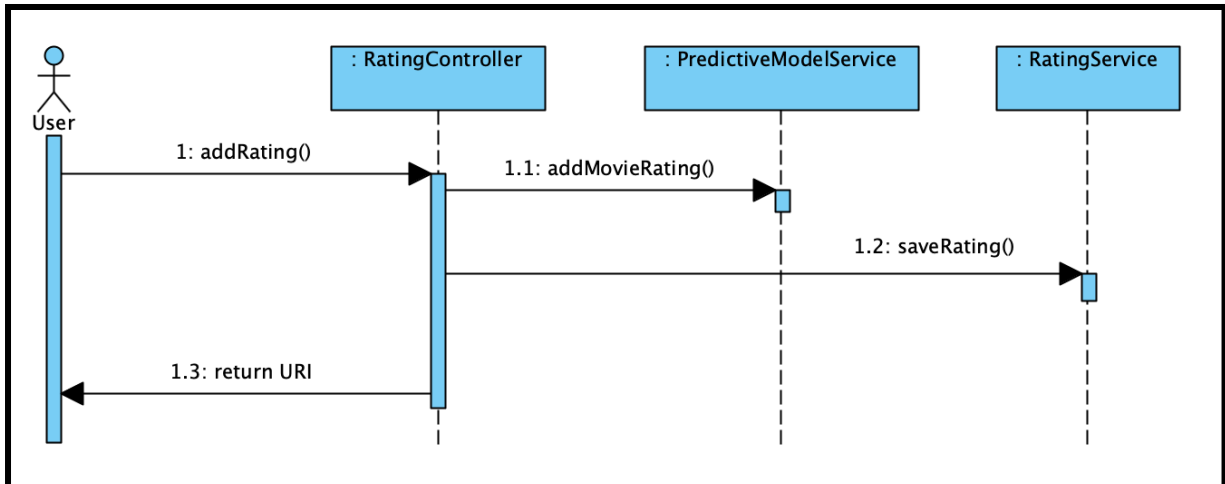 : RatingController
: PredictiveModelService
: RatingService
User
1: addRating()
1.1: addMovieRating()
1.2: saveRating()
1.3: return URI